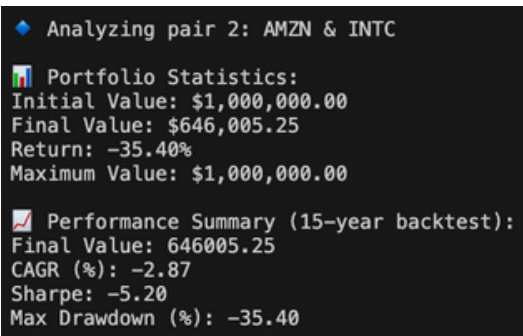 🔹 Analyzing pair 2: AMZN & INTC
📊 Portfolio Statistics:
Initial Value: $1,000,000.00
Final Value: $646,005.25
Return: -35.40%
Maximum Value: $1,000,000.00
📈 Performance Summary (15-year backtest):
Final Value: 646005.25
CAGR (%): -2.87
Sharpe: -5.20
Max Drawdown (%): -35.40